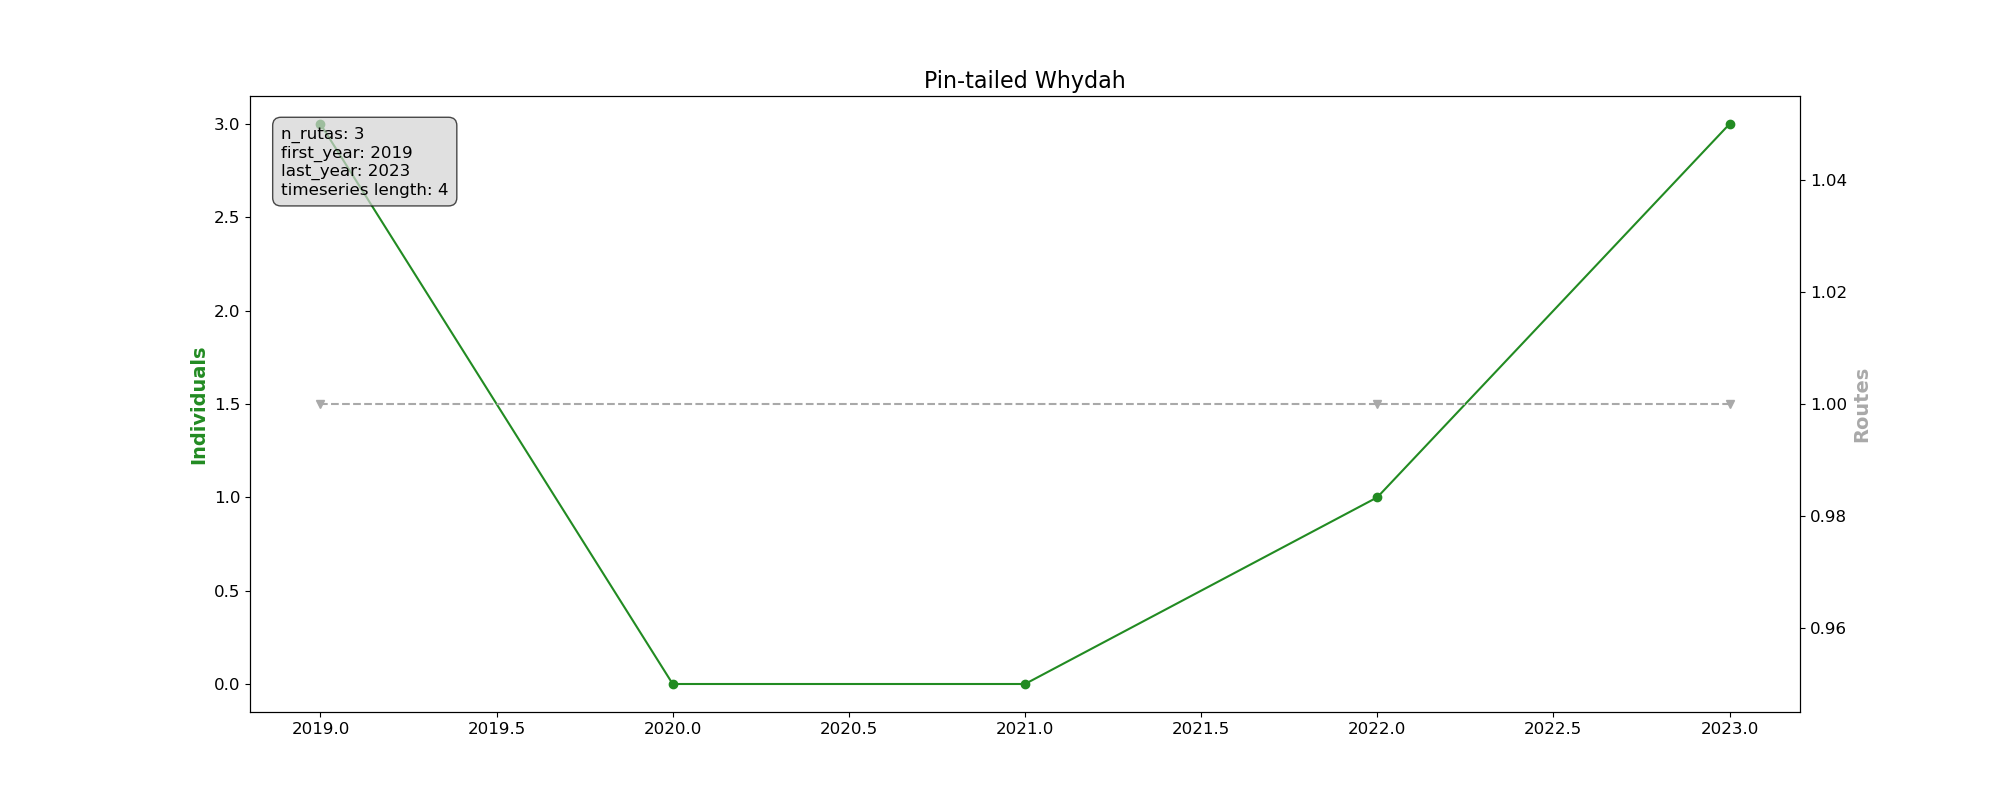 Pin-tailed Whydah
n_rutas: 3
first_year: 2019
last_year: 2023
timeseries length: 4
Individuals
3.0
2.5
2.0
1.5
1.0
0.5
0.0
1.04
1.02
1.00
0.98
0.96
Routes
2019.0 2019.5 2020.0 2020.5 2021.0 2021.5 2022.0 2022.5 2023.0